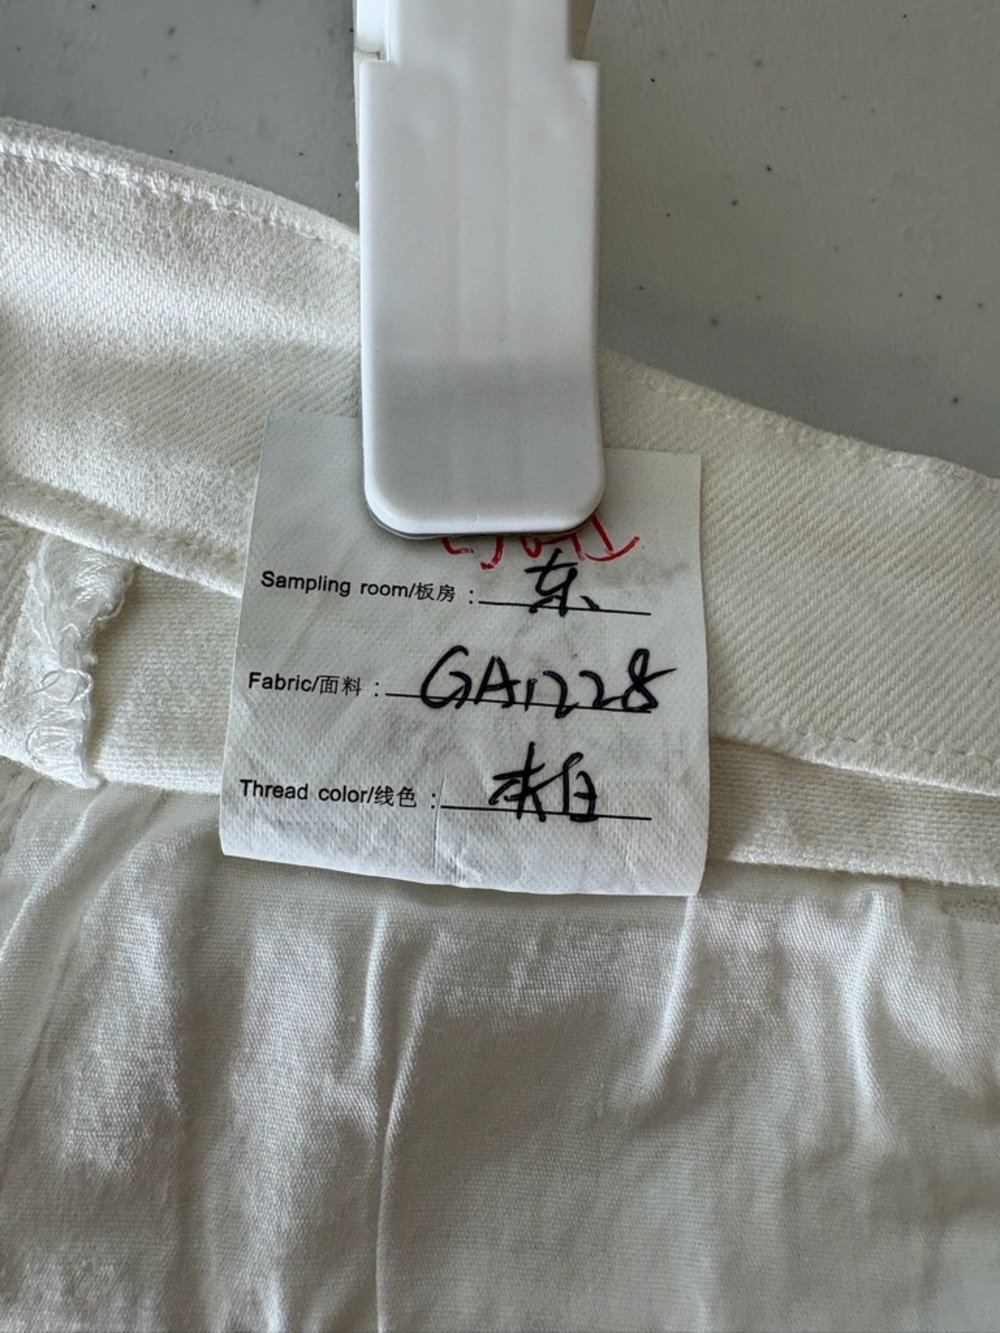 Sampling room/板房 : 东
Fabric/面料 : GA1228
Thread color/线色 : 本白